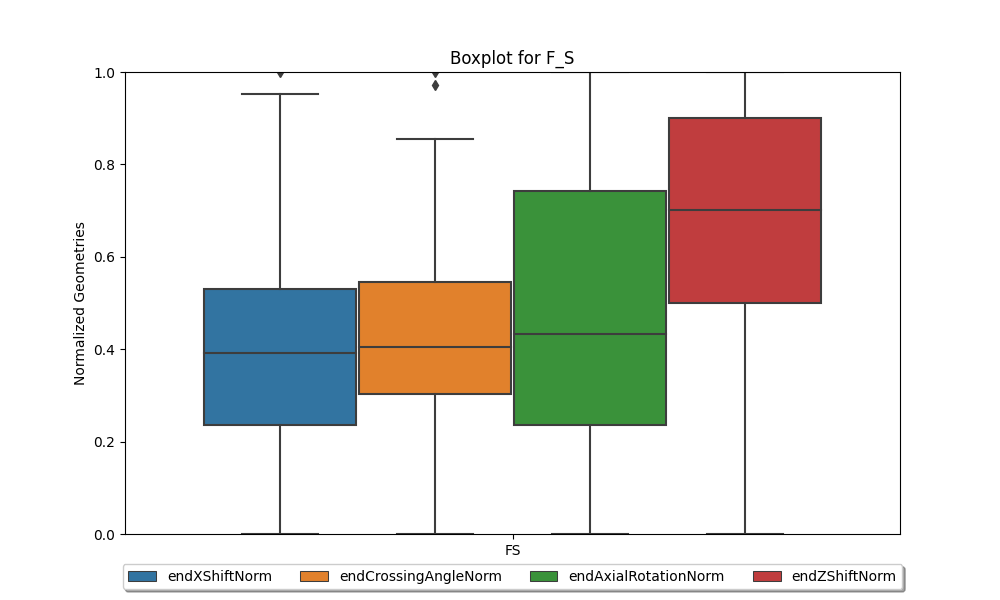 Boxplot for F_S
1.0
0.8
0.6
0.4
0.2
0.0
Normalized Geometries
FS
endXShiftNorm endCrossingAngleNorm endAxialRotationNorm endZShiftNorm